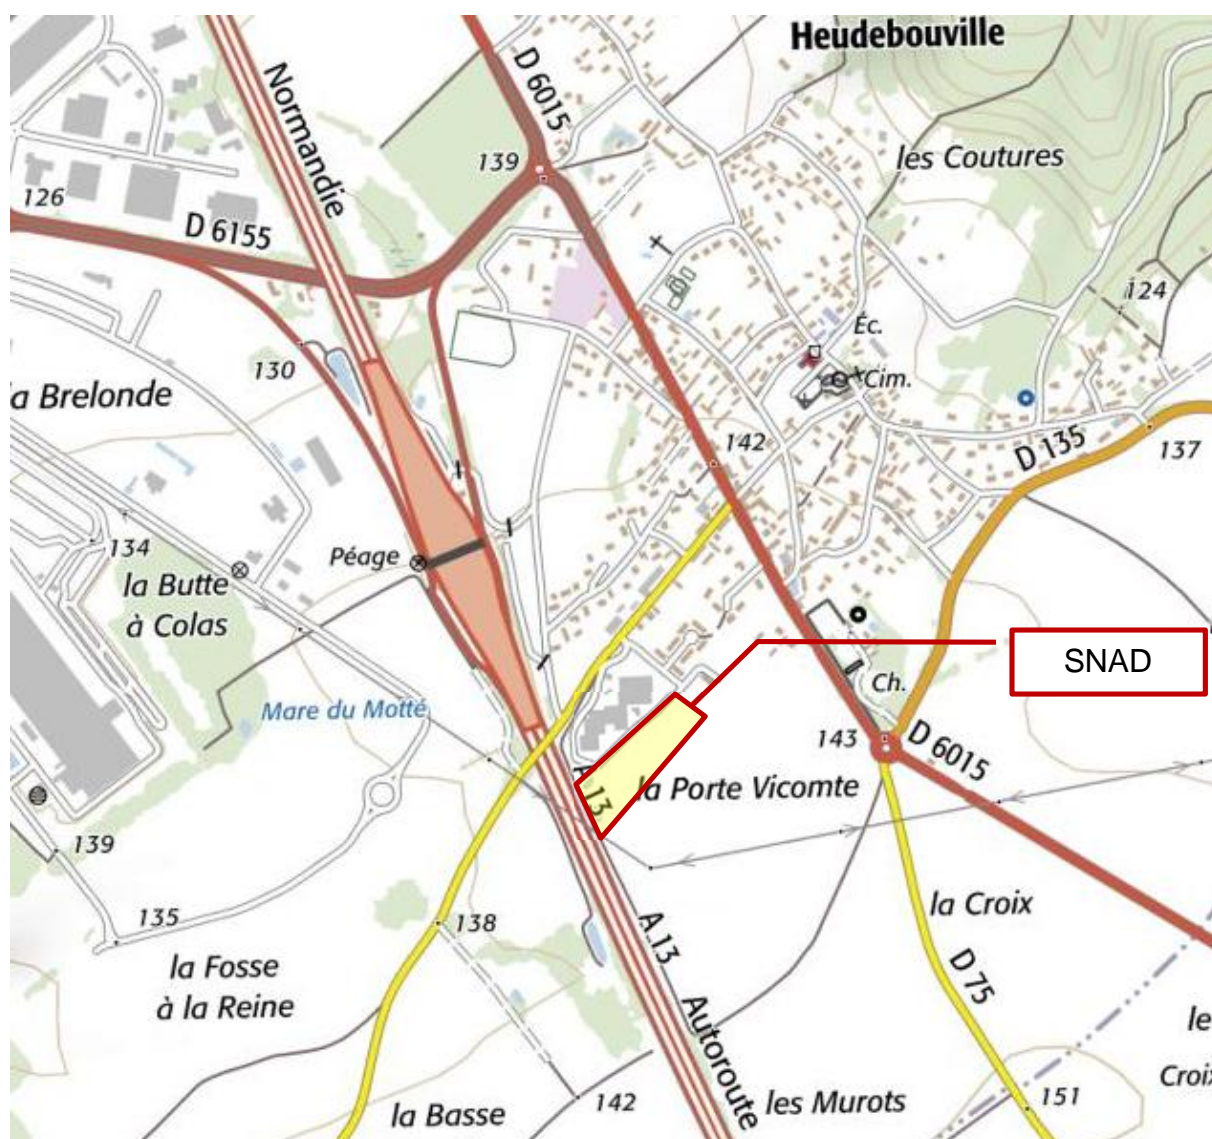 Heudebouville
Normandie
D 6015
139
les Coutures
126
D 6155
124
Éc.
130
Cim.
a Brelonde
142
D 135
137
134
Péage
la Butte
à Colas
SNAD
Ch.
Mare du Motté
143
D 6015
A 13
la Porte Vicomte
139
135
138
la Croix
A 13
la Fosse
à la Reine
D 75
Autoroute
le
Croix
151
142
les Murots
la Basse